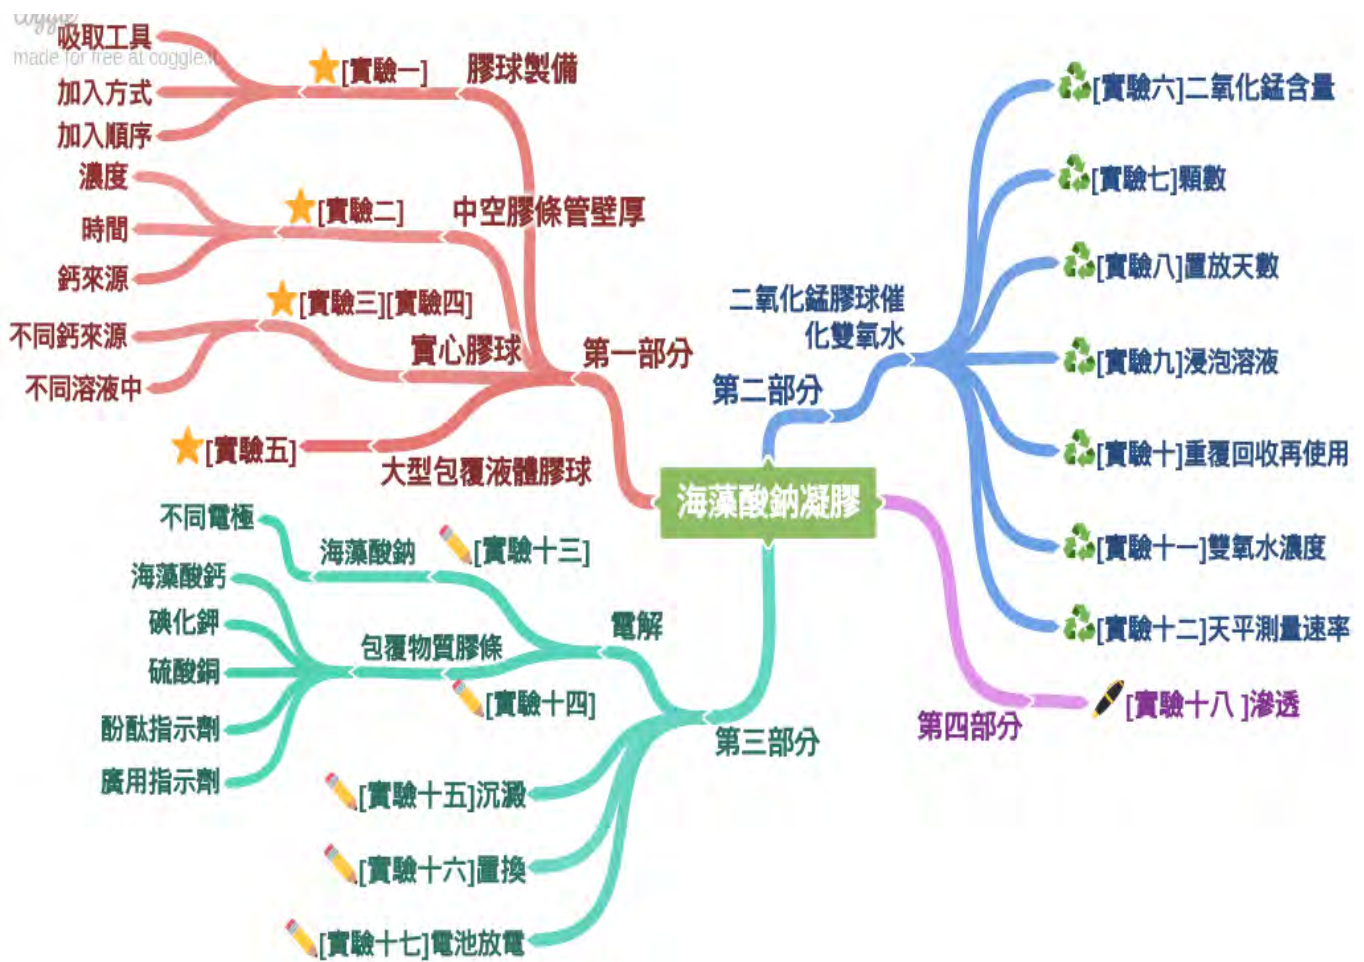 coggle
made for free at coggle.it
吸取工具
加入方式
加入順序
[實驗一]
膠球製備
濃度
時間
鈣來源
[實驗二]
中空膠條管壁厚
不同鈣來源
不同溶液中
[實驗三][實驗四]
實心膠球
第一部分
[實驗五]
大型包覆液體膠球
海藻酸鈉凝膠
二氧化錳膠球催
化雙氧水
第二部分
[實驗六]二氧化錳含量
[實驗七]顆數
[實驗八]置放天數
[實驗九]浸泡溶液
[實驗十]重覆回收再使用
[實驗十一]雙氧水濃度
[實驗十二]天平測量速率
不同電極
海藻酸鈉
[實驗十三]
電解
海藻酸鈣
碘化鉀
硫酸銅
酚酞指示劑
廣用指示劑
包覆物質膠條
[實驗十四]
第三部分
[實驗十五]沉澱
[實驗十六]置換
[實驗十七]電池放電
第四部分
[實驗十八 ]滲透